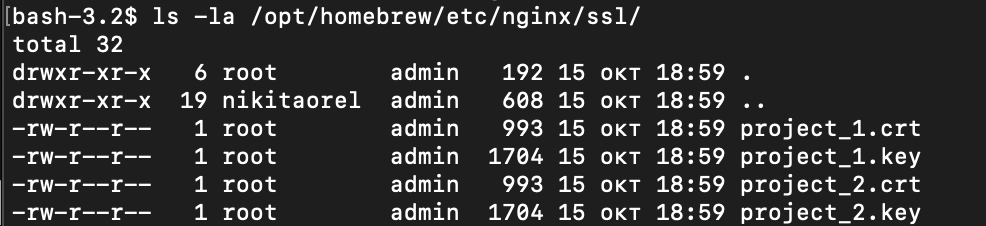 [bash-3.2$ ls -la /opt/homebrew/etc/nginx/ssl/
total 32
drwxr-xr-x   6 root        admin   192 15 окт 18:59 .
drwxr-xr-x  19 nikitaorel  admin   608 15 окт 18:59 ..
-rw-r--r--   1 root        admin   993 15 окт 18:59 project_1.crt
-rw-r--r--   1 root        admin  1704 15 окт 18:59 project_1.key
-rw-r--r--   1 root        admin   993 15 окт 18:59 project_2.crt
-rw-r--r--   1 root        admin  1704 15 окт 18:59 project_2.key